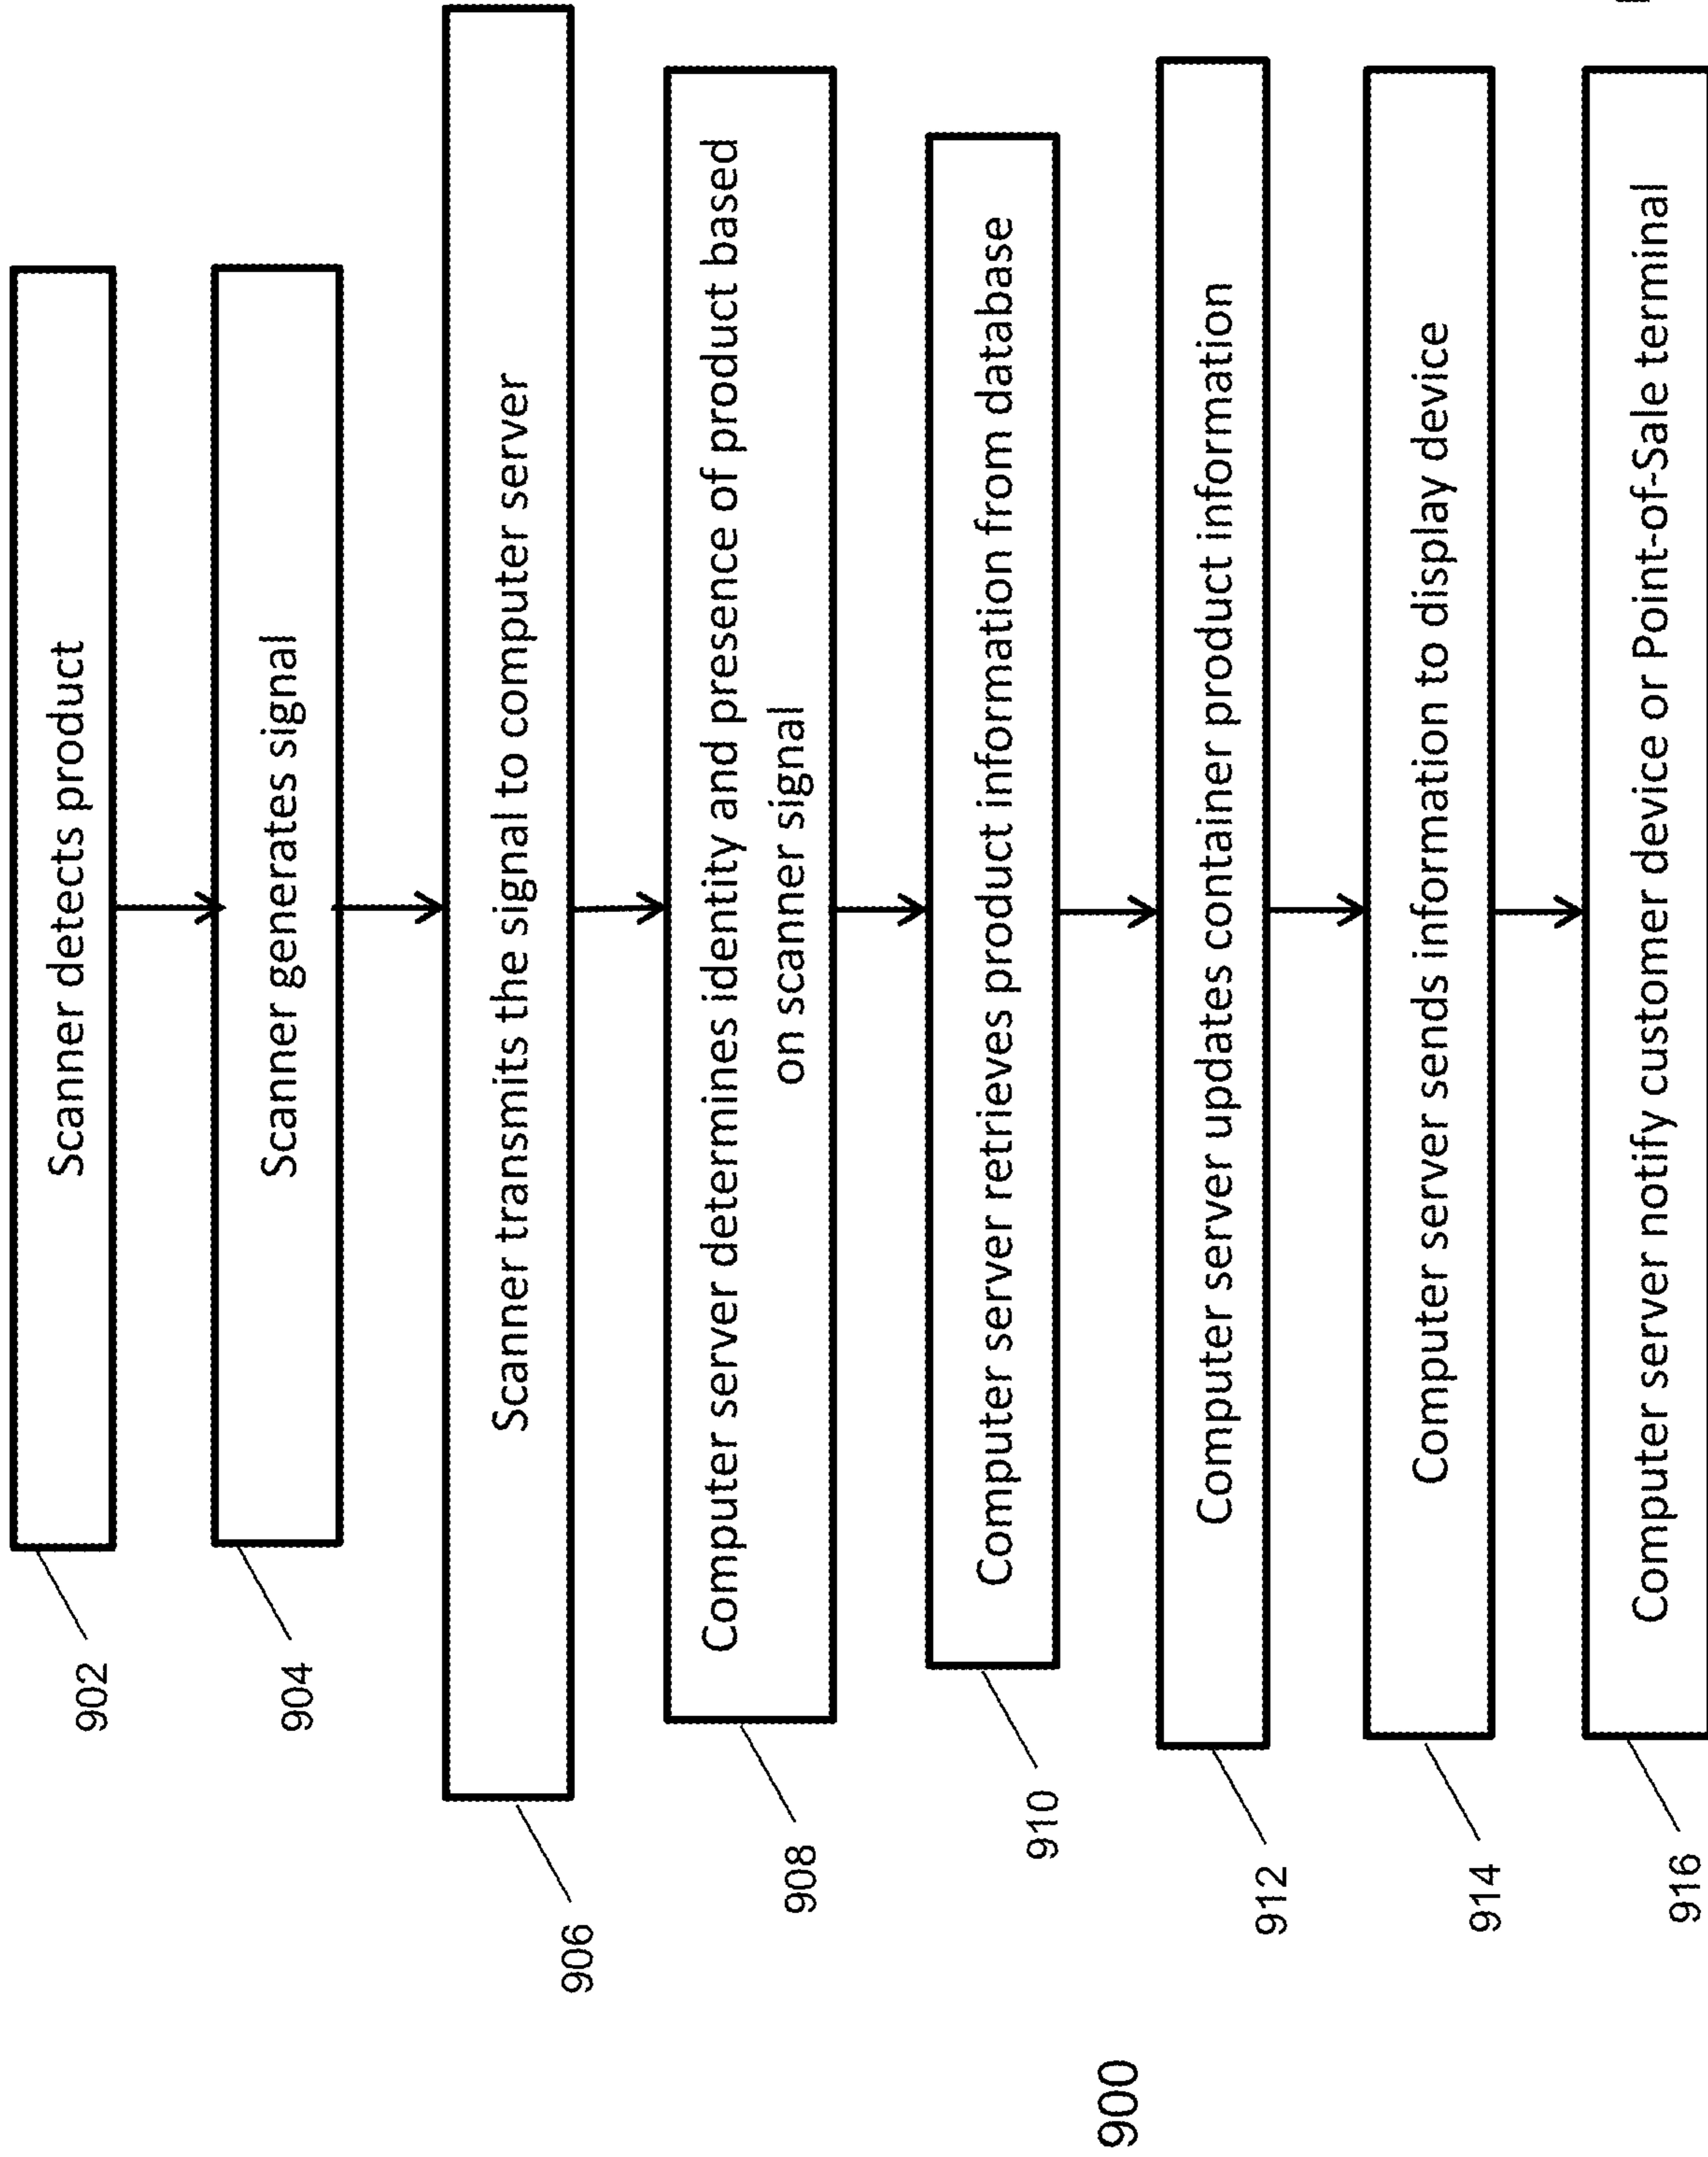 Scanner detects product
902
Scanner generates signal
904
Scanner transmits the signal to computer server
906
Computer server determines identity and presence of product based
on scanner signal
908
Computer server retrieves product information from database
910
Computer server updates container product information
912
Computer server sends information to display device
914
Computer server notify customer device or Point-of-Sale terminal
916
900